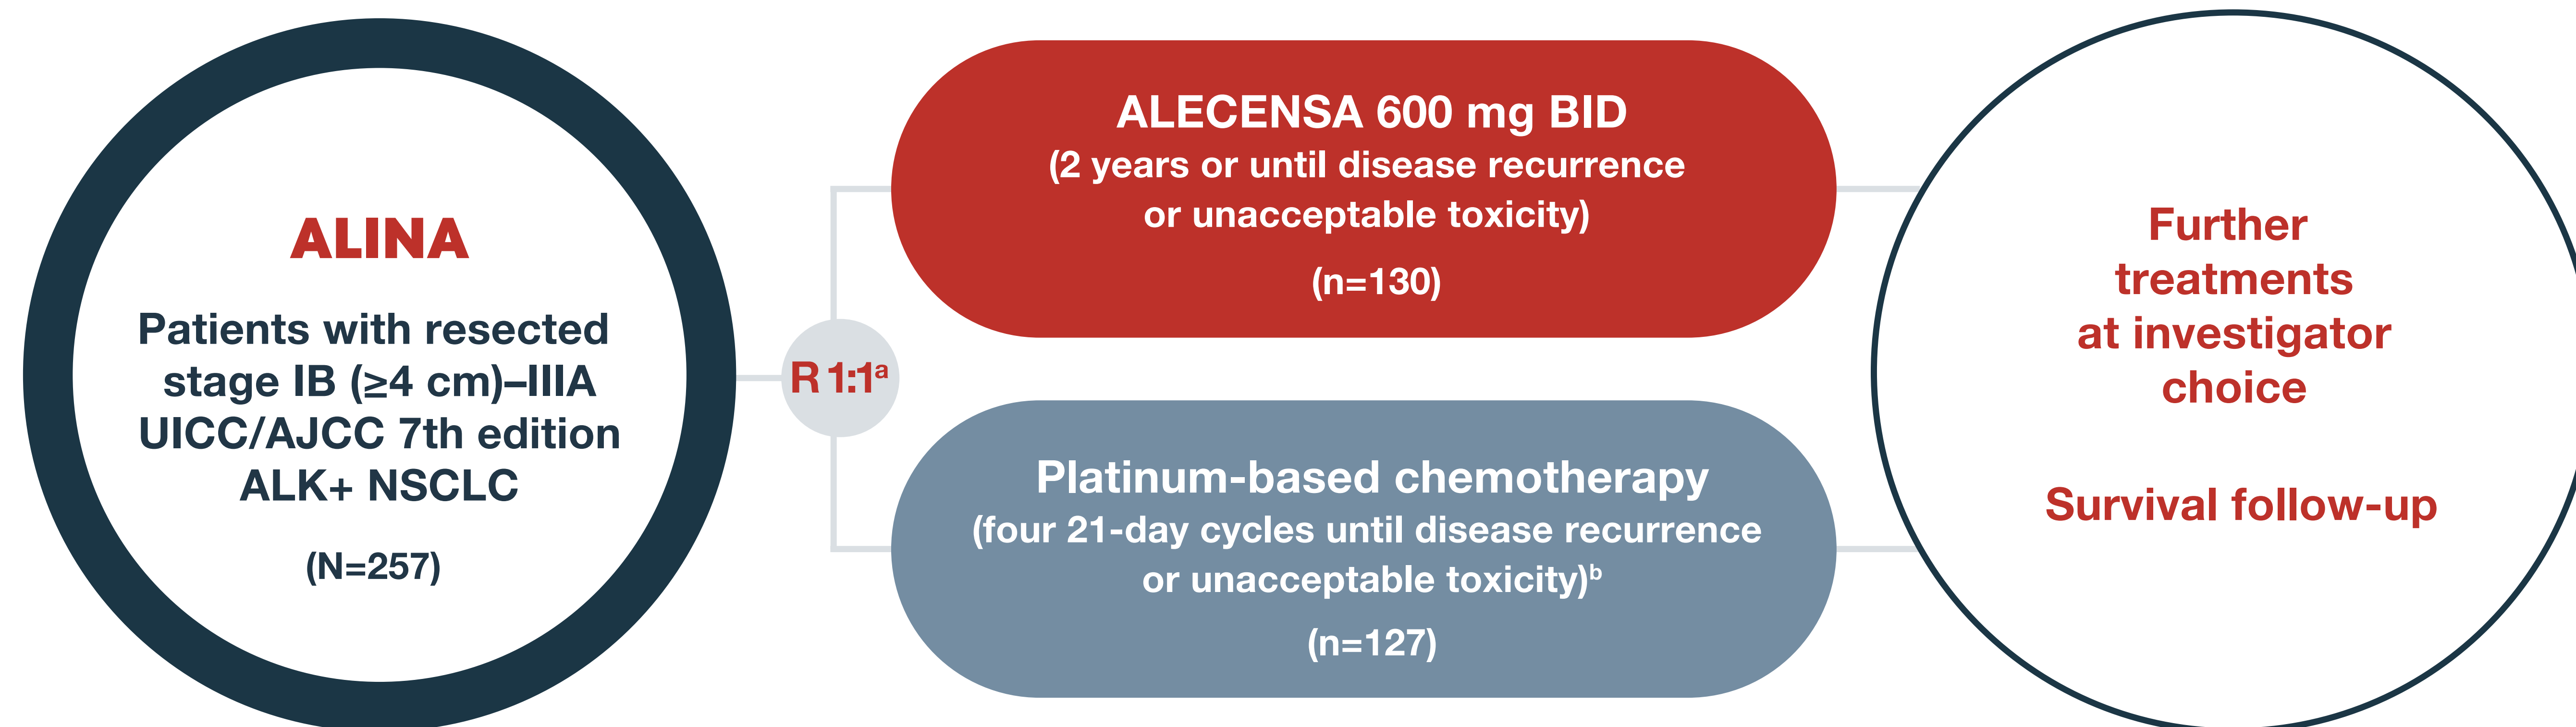 ALINA
Patients with resected
stage IB (≥4 cm)–IIIA
UICC/AJCC 7th edition
ALK+ NSCLC
(N=257)
R 1:1ᵃ
ALECENSA 600 mg BID
(2 years or until disease recurrence
or unacceptable toxicity)
(n=130)
Platinum-based chemotherapy
(four 21-day cycles until disease recurrence
or unacceptable toxicity)ᵇ
(n=127)
Further
treatments
at investigator
choice
Survival follow-up